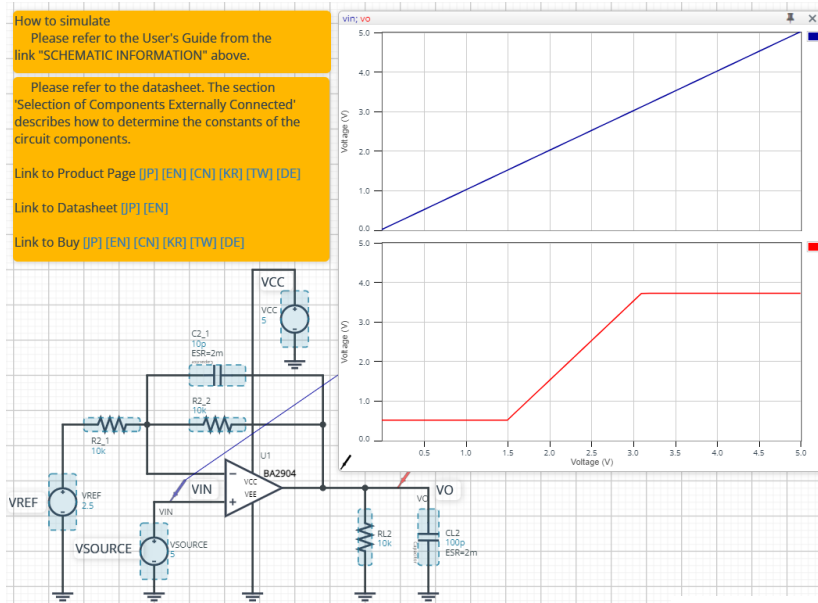 How to simulate
Please refer to the User's Guide from the
link "SCHEMATIC INFORMATION" above.
Please refer to the datasheet. The section
'Selection of Components Externally Connected'
describes how to determine the constants of the
circuit components.
Link to Product Page [JP] [EN] [CN] [KR] [TW] [DE]
Link to Datasheet [JP] [EN]
Link to Buy [JP] [EN] [CN] [KR] [TW] [DE]
vin; vo
5.0
4.0
3.0
2.0
1.0
0.0
Voltage (V)
5.0
4.0
3.0
2.0
1.0
0.0
Voltage (V)
0.5 1.0 1.5 2.0 2.5 3.0 3.5 4.0 4.5 5.0
Voltage (V)
VCC
VCC
5
C2_1
10p
ESR=2m
R2_2
10k
R2_1
10k
U1
BA2904
VCC
VEE
VREF
VREF
2.5
VIN
VIN
VSOURCE
VSOURCE
5
VO
VO
RL2
10k
CL2
100p
ESR=2m